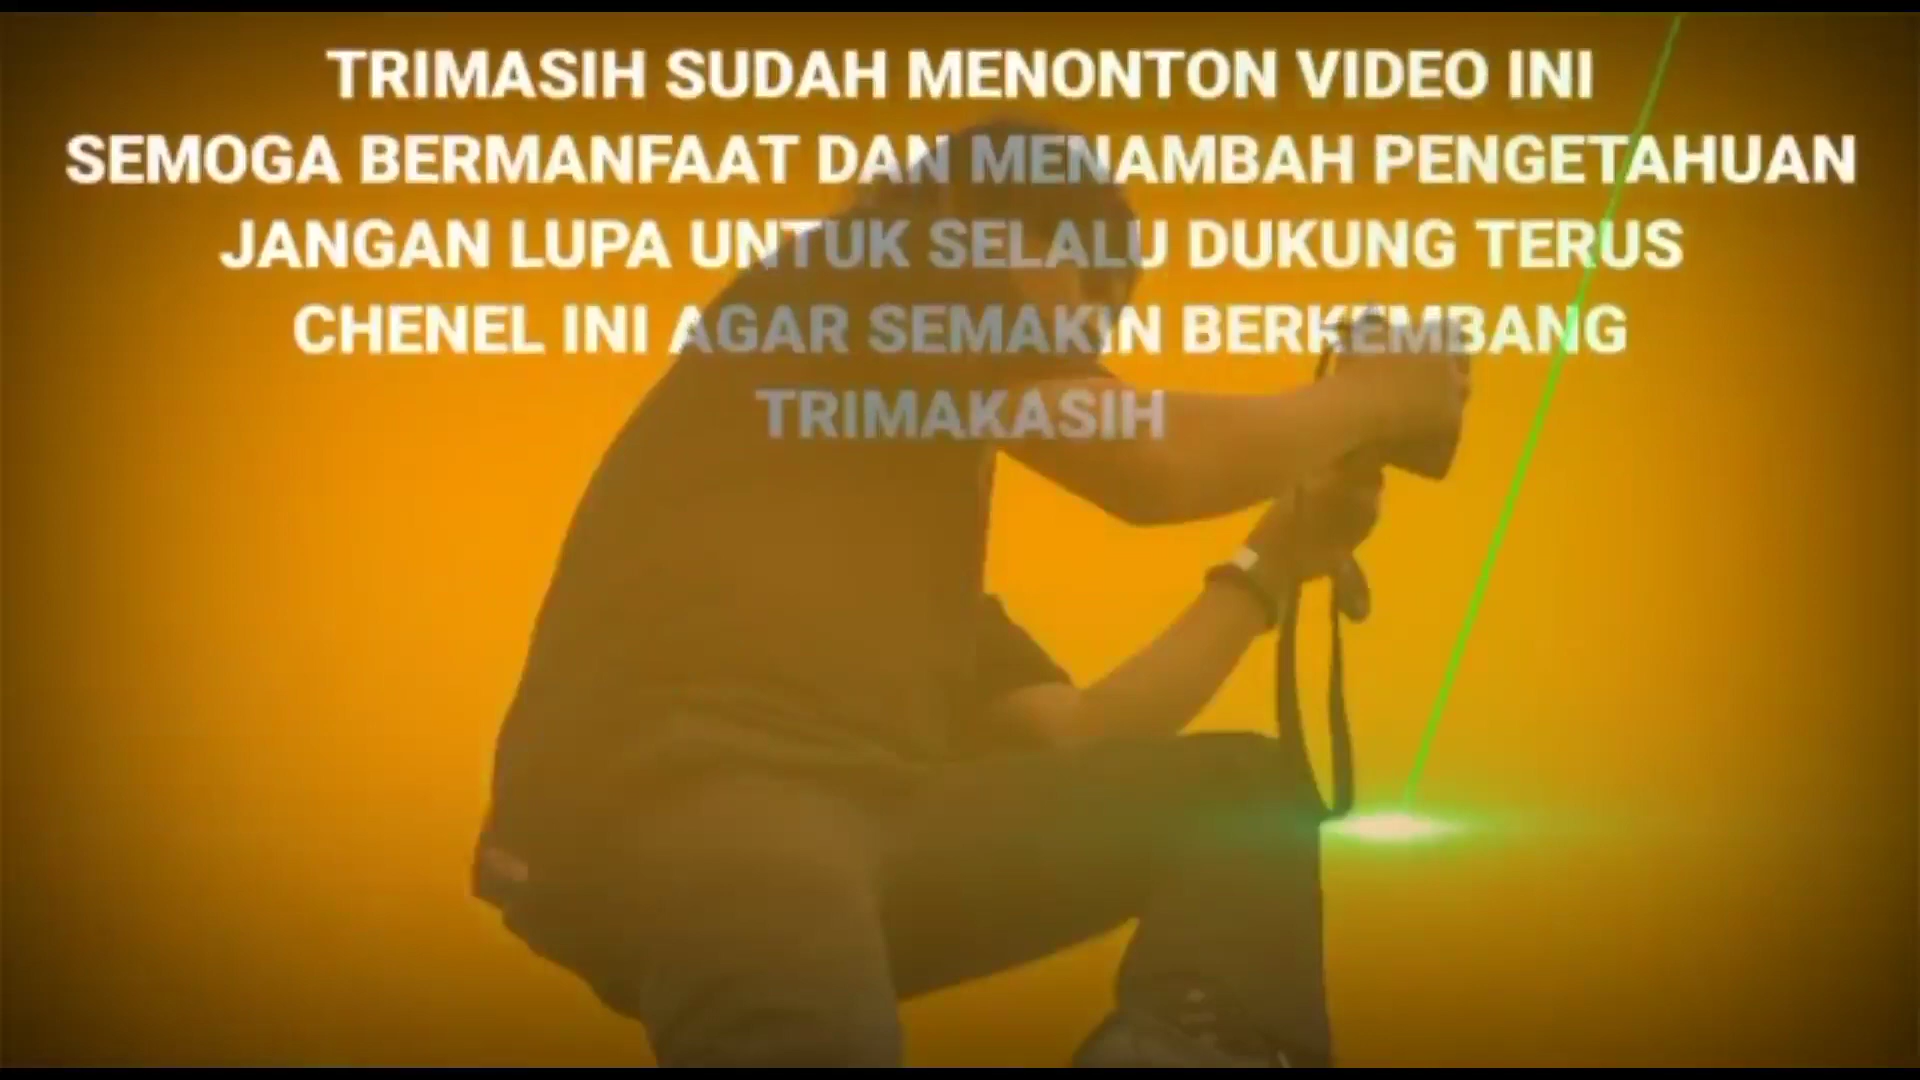 TRIMASIH SUDAH MENONTON VIDEO INI
SEMOGA BERMANFAAT DAN MENAMBAH PENGETAHUAN
JANGAN LUPA UNTUK SELALU DUKUNG TERUS
CHENEL INI AGAR SEMAKIN BERKEMBANG
TRIMAKASIH